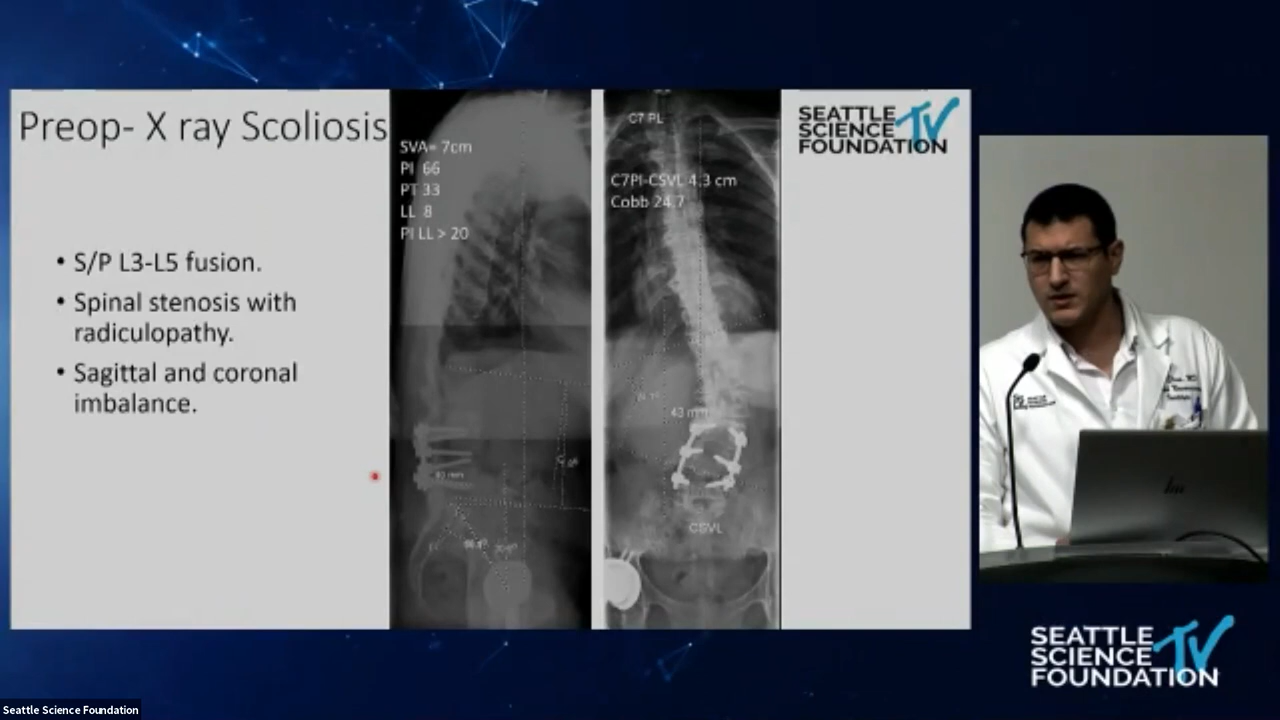 Preop- X ray Scoliosis
• S/P L3-L5 fusion.
• Spinal stenosis with
radiculopathy.
• Sagittal and coronal
imbalance.
SVA= 7cm
PI 66
PT 33
LL 8
PI LL > 20
C7 PL
C7PI-CSVL 4.3 cm
Cobb 24.7
43 mm
CSVL
SEATTLE
SCIENCE TV
FOUNDATION
SEATTLE
SCIENCE TV
FOUNDATION
Seattle Science Foundation